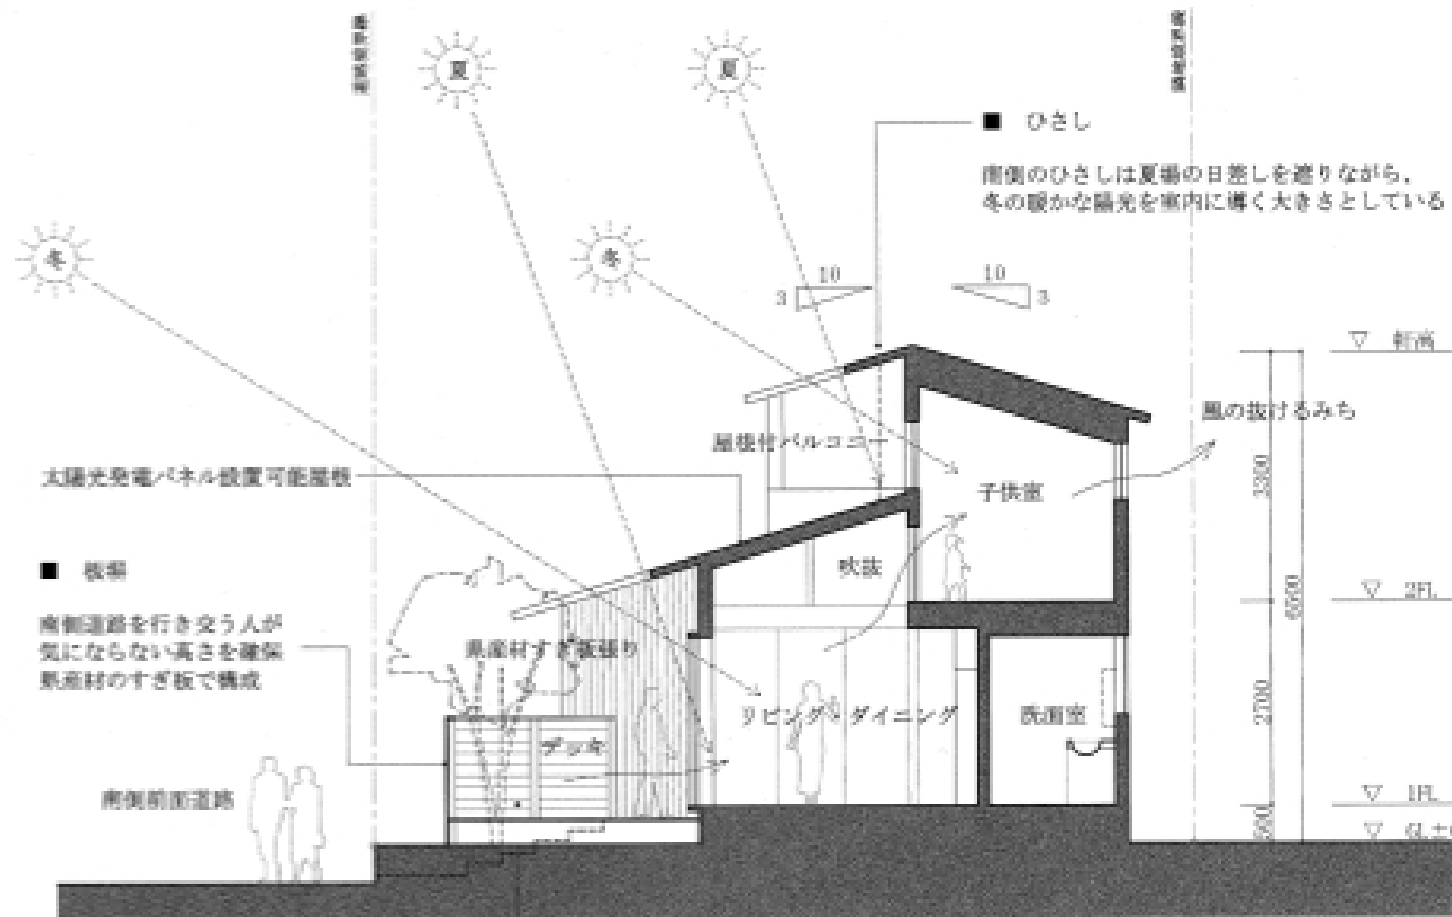 夏
夏
■ ひさし
南側のひさしは夏場の日差しを遮りながら、
冬の暖かな陽光を室内に導く大きさとしている
冬
冬
10
3
10
3
▽ 軒高
風の抜けるみち
屋根付バルコニー
太陽光発電パネル設置可能屋根
子供室
3300
■ 板塀
吹抜
6500
▽ 2FL
南側道路を行き交う人が
気にならない高さを確保
県産材のすぎ板で構成
県産材すぎ板張り
リビング・ダイニング
洗面室
2700
デッキ
南側前面道路
▽ 1FL
500
▽ GL±